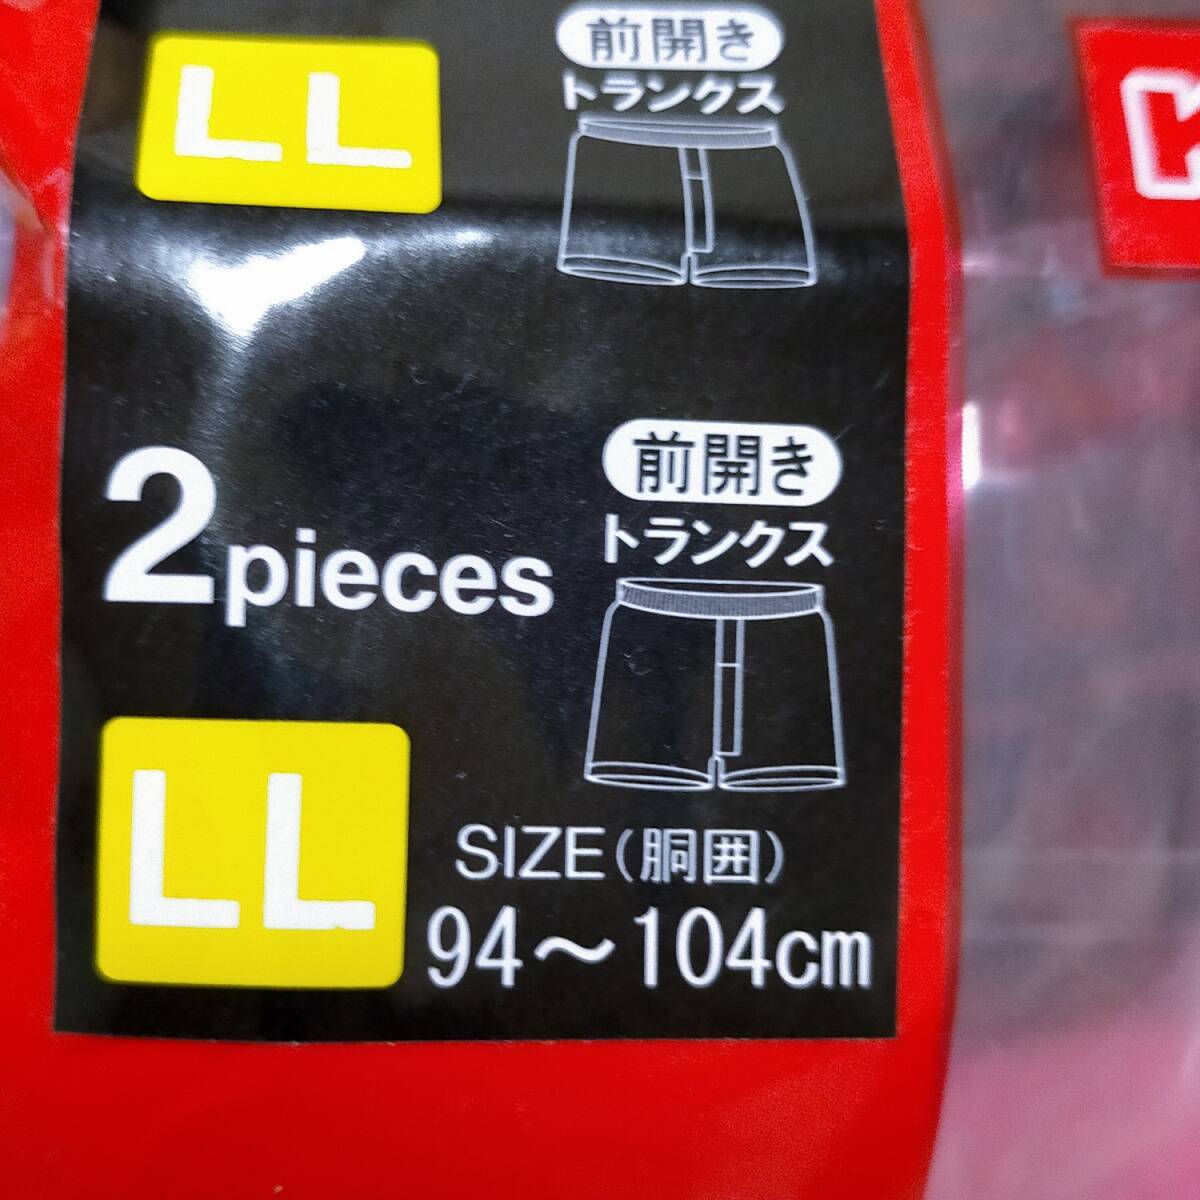 LL
前開き
トランクス
2pieces
前開き
トランクス
LL
SIZE(胴囲)
94～104cm